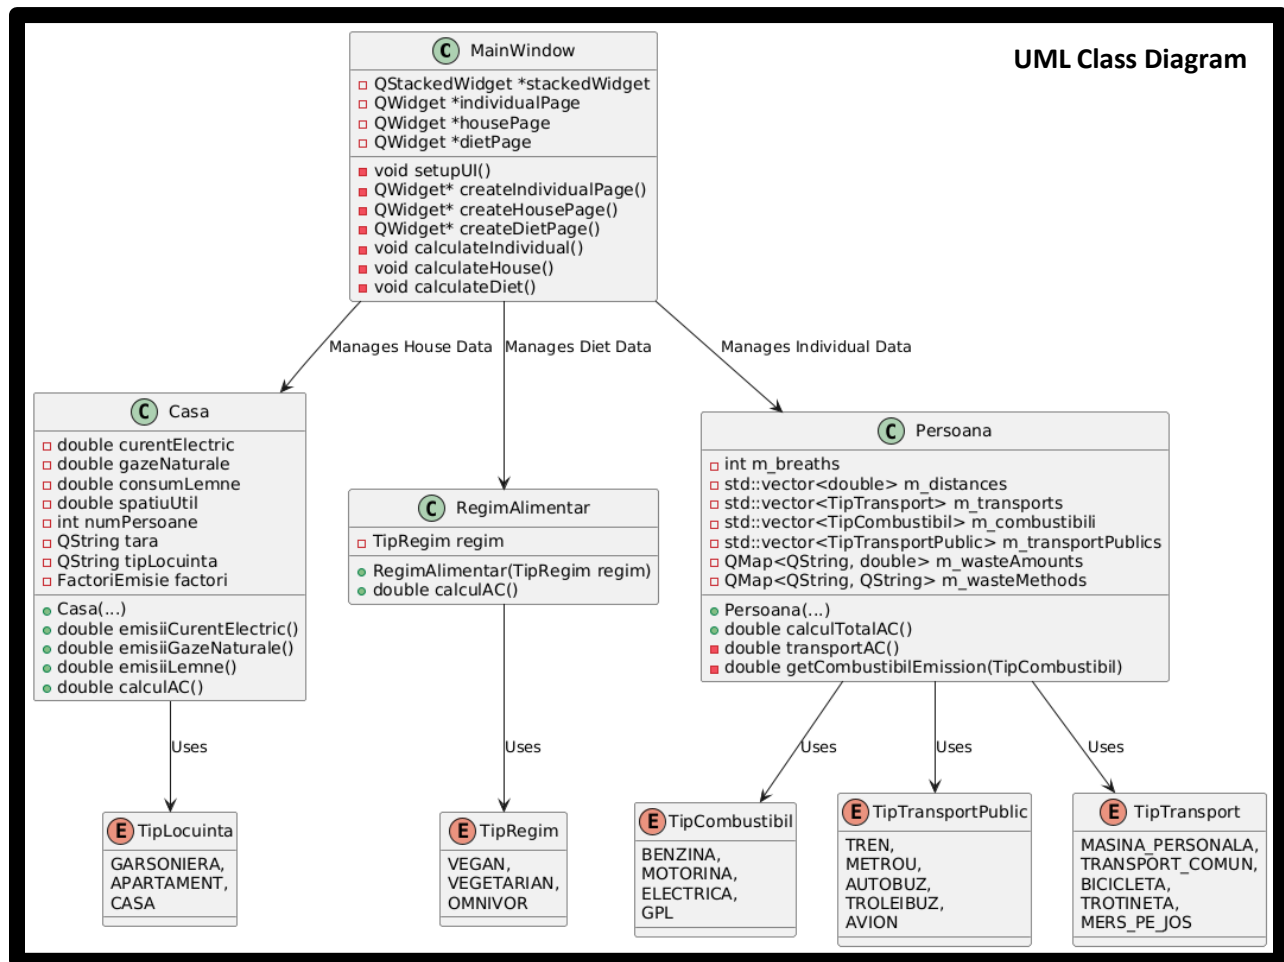 UML Class Diagram
C MainWindow
QStackedWidget *stackedWidget
QWidget *individualPage
QWidget *housePage
QWidget *dietPage
void setupUI()
QWidget* createIndividualPage()
QWidget* createHousePage()
QWidget* createDietPage()
void calculateIndividual()
void calculateHouse()
void calculateDiet()
Manages House Data
Manages Diet Data
Manages Individual Data
C Casa
double curentElectric
double gazeNaturale
double consumLemne
double spatiuUtil
int numPersoane
QString tara
QString tipLocuinta
FactoriEmisie factori
Casa(...)
double emisiiCurentElectric()
double emisiiGazeNaturale()
double emisiiLemne()
double calculAC()
C RegimAlimentar
TipRegim regim
RegimAlimentar(TipRegim regim)
double calculAC()
C Persoana
int m_breaths
std::vector<double> m_distances
std::vector<TipTransport> m_transports
std::vector<TipCombustibil> m_combustibili
std::vector<TipTransportPublic> m_transportPublics
QMap<QString, double> m_wasteAmounts
QMap<QString, QString> m_wasteMethods
Persoana(...)
double calculTotalAC()
double transportAC()
double getCombustibilEmission(TipCombustibil)
Uses
Uses
Uses
Uses
Uses
E TipLocuinta
GARSONIERA,
APARTAMENT,
CASA
E TipRegim
VEGAN,
VEGETARIAN,
OMNIVOR
E TipCombustibil
BENZINA,
MOTORINA,
ELECTRICA,
GPL
E TipTransportPublic
TREN,
METROU,
AUTOBUZ,
TROLEIBUZ,
AVION
E TipTransport
MASINA_PERSONALA,
TRANSPORT_COMUN,
BICICLETA,
TROTINETA,
MERS_PE_JOS